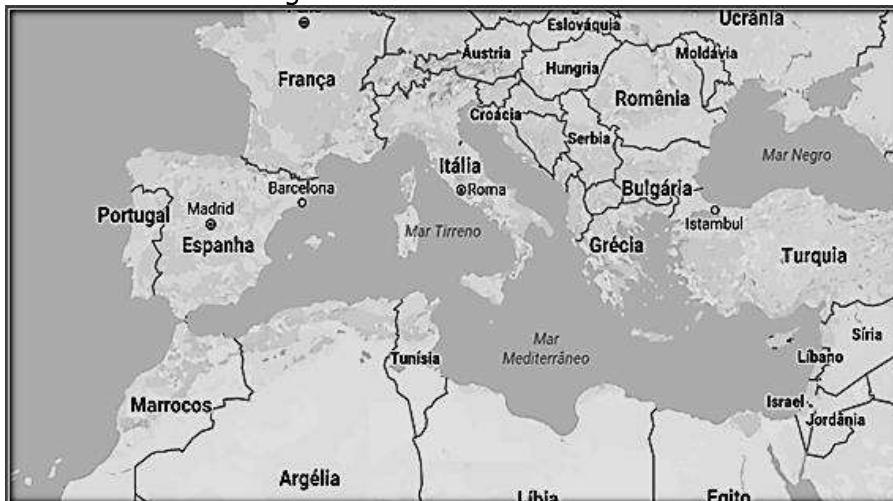 Eslováquia
Ucrânia
Áustria
Moldávia
França
Hungria
Romênia
Croácia
Serbia
Mar Negro
Itália
Barcelona
Roma
Bulgária
Portugal
Madrid
Istambul
Mar Tirreno
Espanha
Grécia
Turquia
Mar
Mediterrâneo
Síria
Tunísia
Líbano
Marrocos
Israel
Jordânia
Argélia
Líbia
Egito